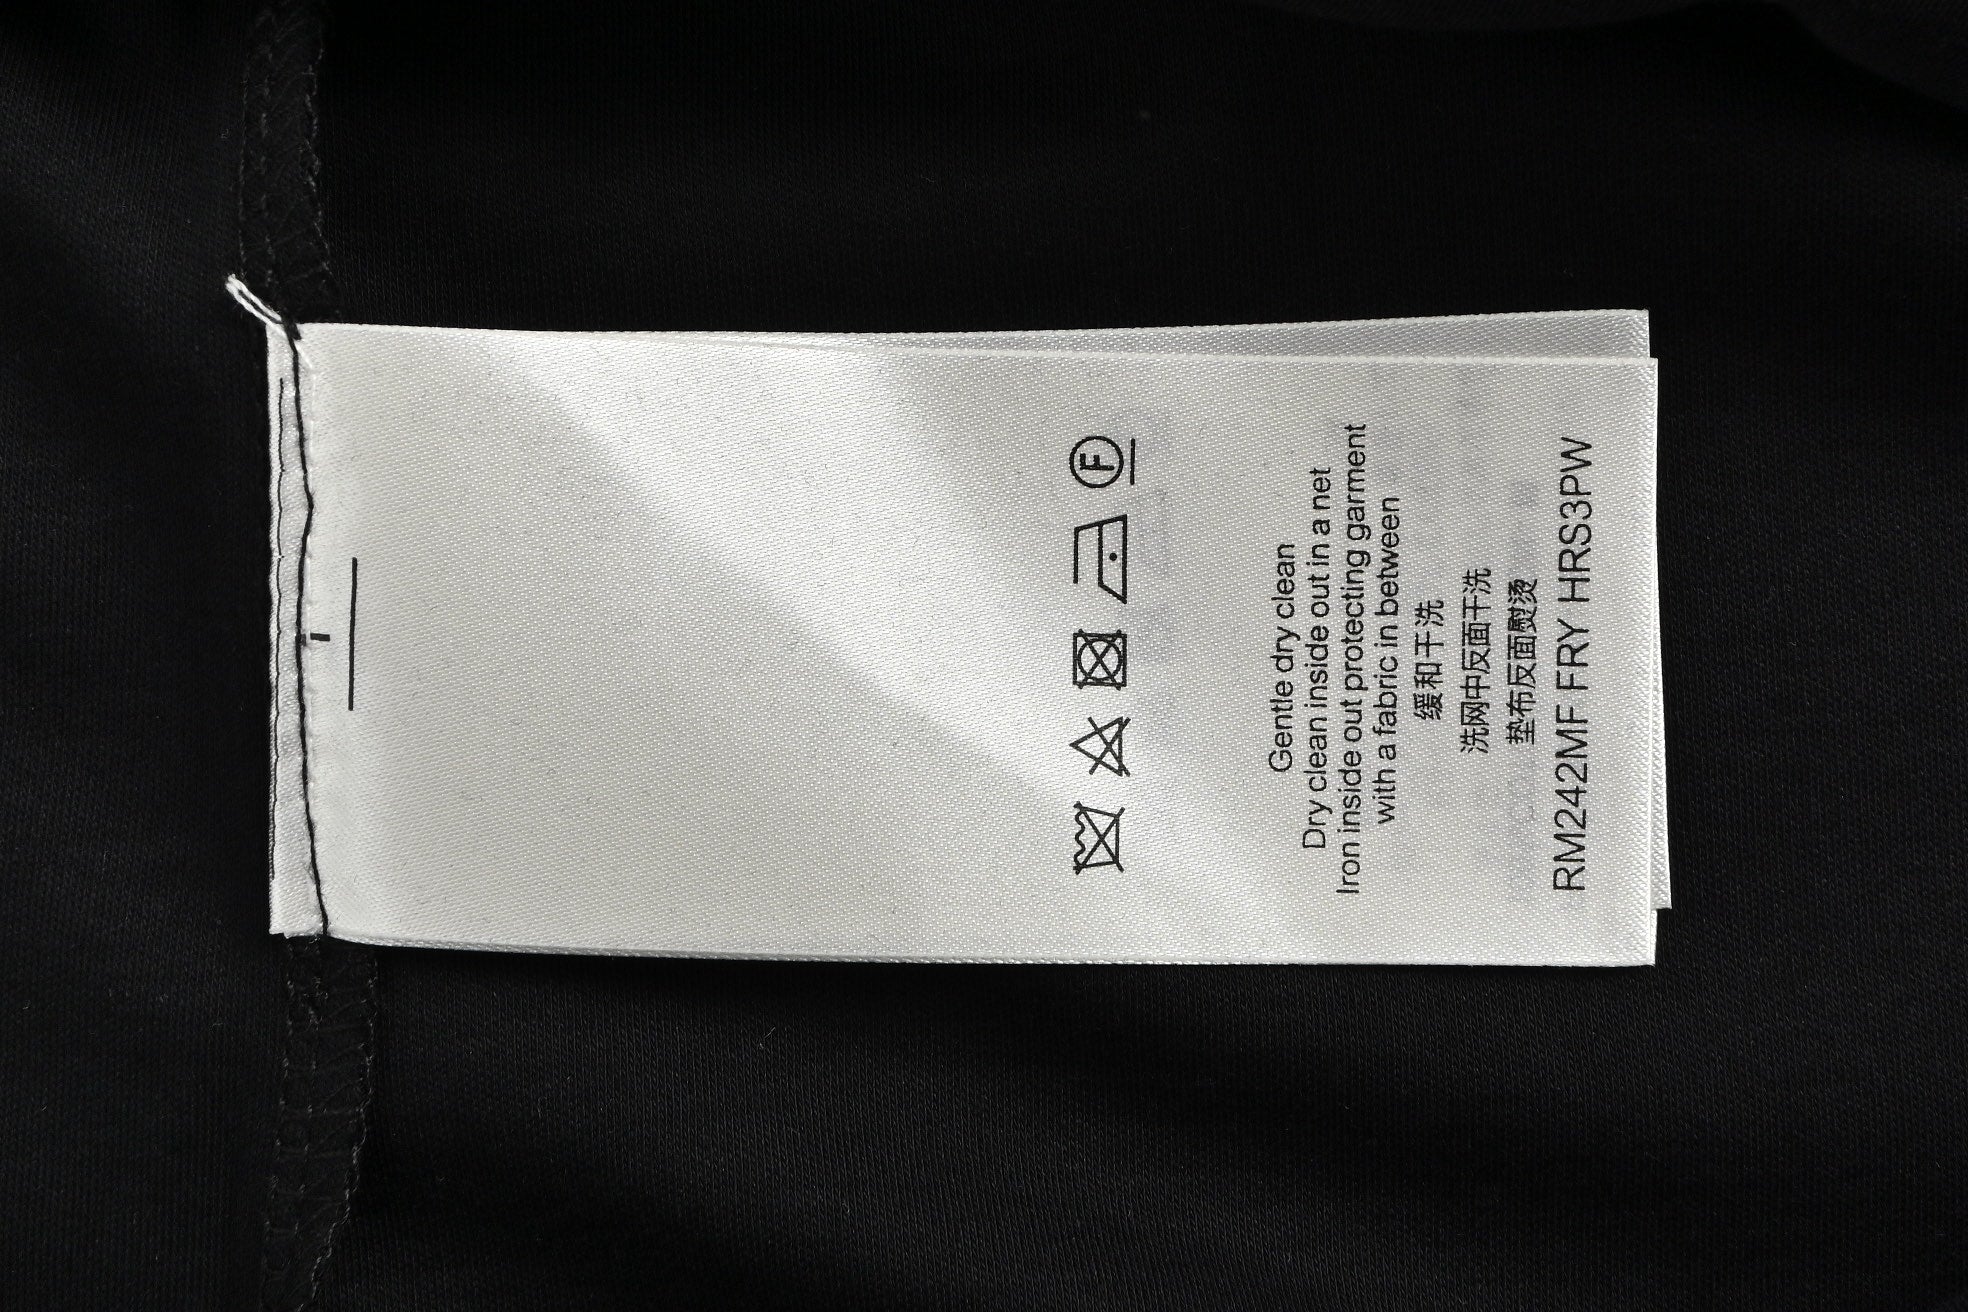 F
Gentle dry clean
Dry clean inside out in a net
Iron inside out protecting garment
with a fabric in between
缓和干洗
洗网中反面干洗
垫布反面熨烫
RM242MF FRY HRS3PW